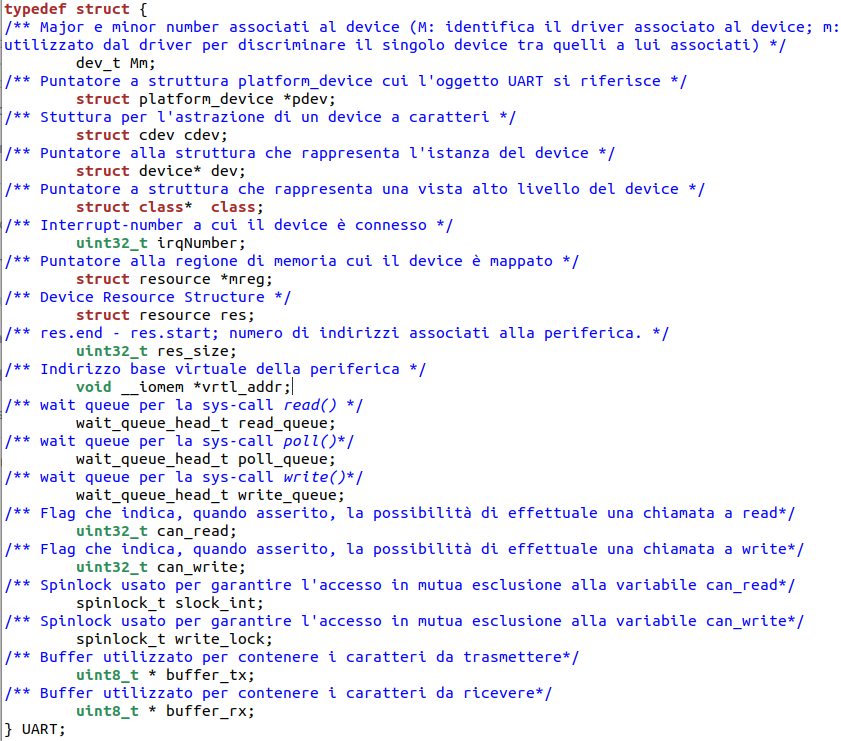 typedef struct {
/** Major e minor number associati al device (M: identifica il driver associato al device; m:
utilizzato dal driver per discriminare il singolo device tra quelli a lui associati) */
        dev_t Mm;
/** Puntatore a struttura platform_device cui l'oggetto UART si riferisce */
        struct platform_device *pdev;
/** Stuttura per l'astrazione di un device a caratteri */
        struct cdev cdev;
/** Puntatore alla struttura che rappresenta l'istanza del device */
        struct device* dev;
/** Puntatore a struttura che rappresenta una vista alto livello del device */
        struct class*  class;
/** Interrupt-number a cui il device è connesso */
        uint32_t irqNumber;
/** Puntatore alla regione di memoria cui il device è mappato */
        struct resource *mreg;
/** Device Resource Structure */
        struct resource res;
/** res.end - res.start; numero di indirizzi associati alla periferica. */
        uint32_t res_size;
/** Indirizzo base virtuale della periferica */
        void __iomem *vrtl_addr;
/** wait queue per la sys-call read() */
        wait_queue_head_t read_queue;
/** wait queue per la sys-call poll()*/
        wait_queue_head_t poll_queue;
/** wait queue per la sys-call write()*/
        wait_queue_head_t write_queue;
/** Flag che indica, quando asserito, la possibilità di effettuale una chiamata a read*/
        uint32_t can_read;
/** Flag che indica, quando asserito, la possibilità di effettuale una chiamata a write*/
        uint32_t can_write;
/** Spinlock usato per garantire l'accesso in mutua esclusione alla variabile can_read*/
        spinlock_t slock_int;
/** Spinlock usato per garantire l'accesso in mutua esclusione alla variabile can_write*/
        spinlock_t write_lock;
/** Buffer utilizzato per contenere i caratteri da trasmettere*/
        uint8_t * buffer_tx;
/** Buffer utilizzato per contenere i caratteri da ricevere*/
        uint8_t * buffer_rx;
} UART;